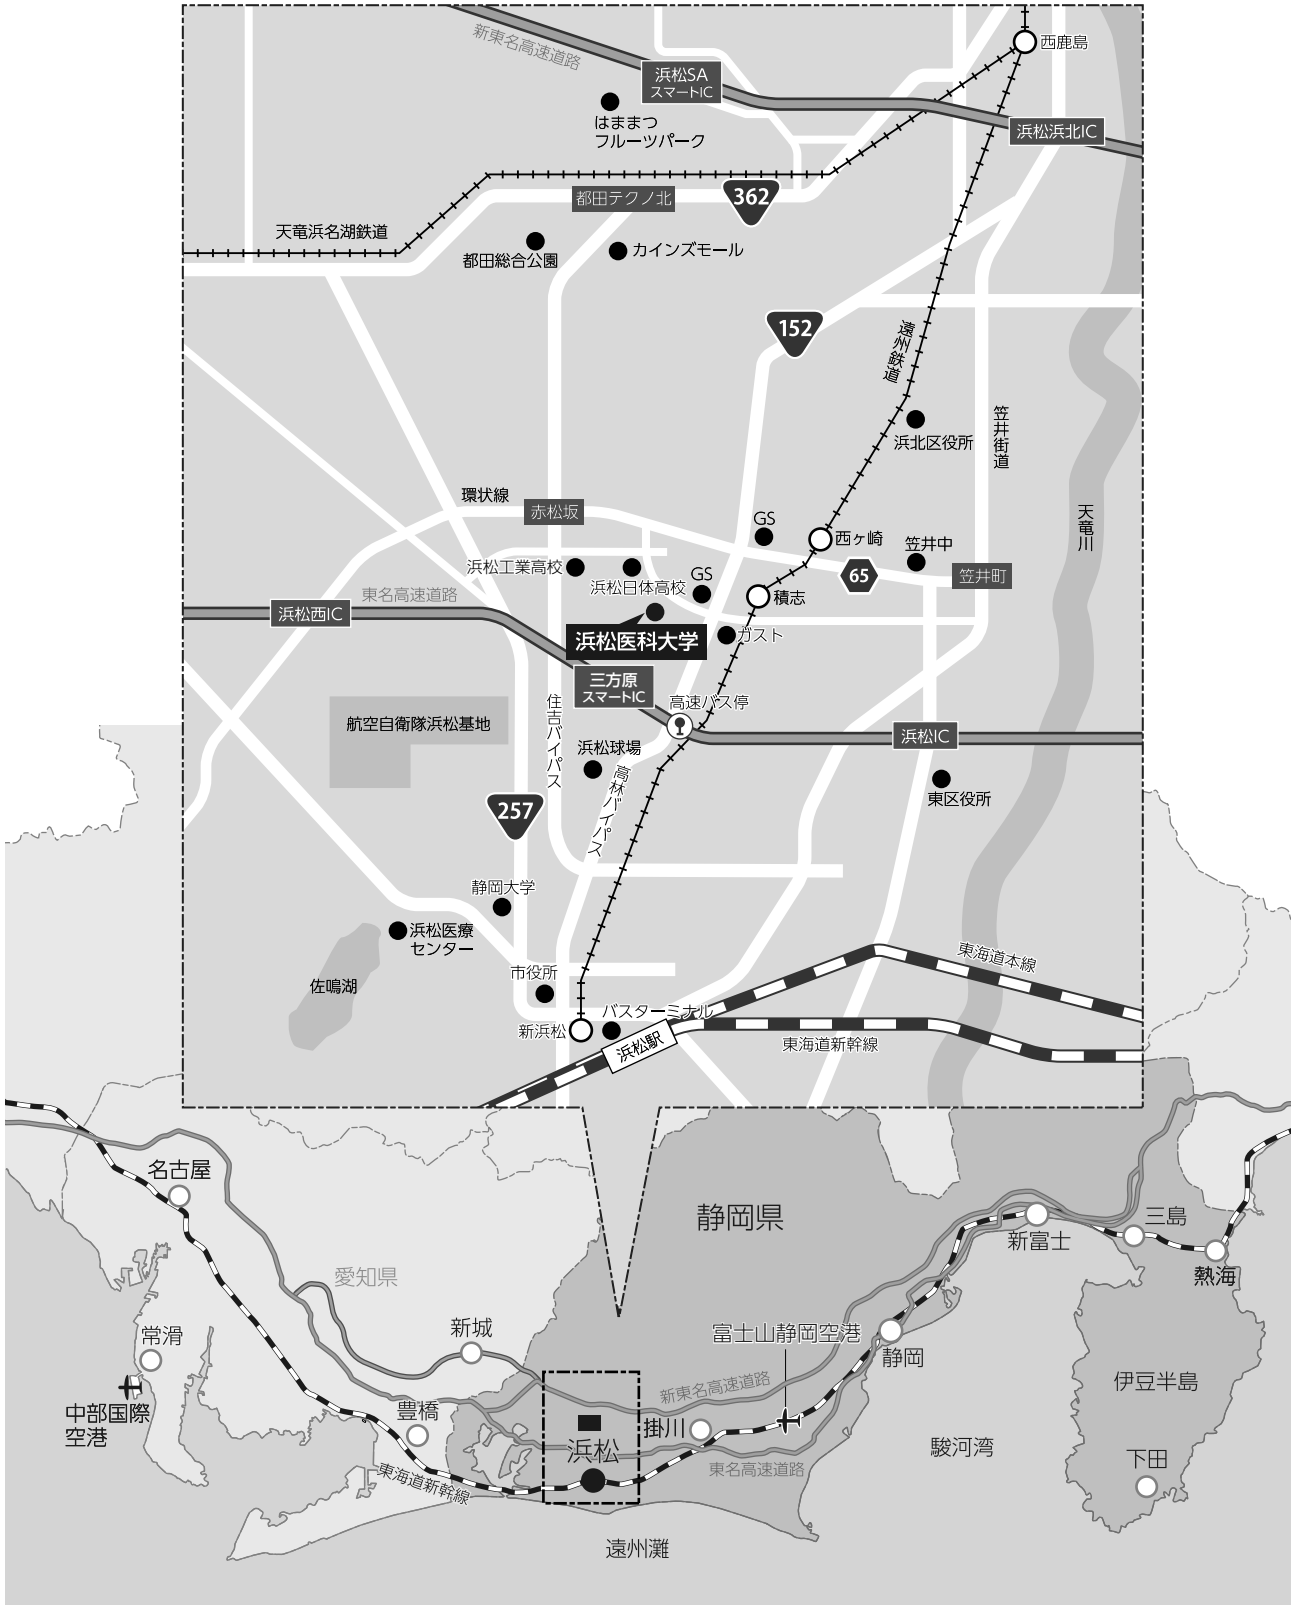 新東名高速道路
西鹿島
浜松SA
スマートIC
はままつ
フルーツパーク
浜松浜北IC
都田テクノ北
362
天竜浜名湖鉄道
都田総合公園
カインズモール
152
遠州鉄道
浜北区役所
笠井街道
環状線
赤松坂
GS
西ヶ崎
笠井中
天竜川
浜松工業高校
浜松日体高校
GS
65
笠井町
東名高速道路
積志
浜松西IC
浜松医科大学
ガスト
三方原
スマートIC
高速バス停
住吉バイパス
航空自衛隊浜松基地
浜松IC
浜松球場
高林バイパス
東区役所
257
静岡大学
浜松医療
センター
東海道本線
市役所
佐鳴湖
バスターミナル
新浜松
浜松駅
東海道新幹線
名古屋
静岡県
三島
新富士
熱海
愛知県
新城
常滑
富士山静岡空港
静岡
新東名高速道路
伊豆半島
中部国際
空港
豊橋
掛川
浜松
駿河湾
下田
東名高速道路
東海道新幹線
遠州灘